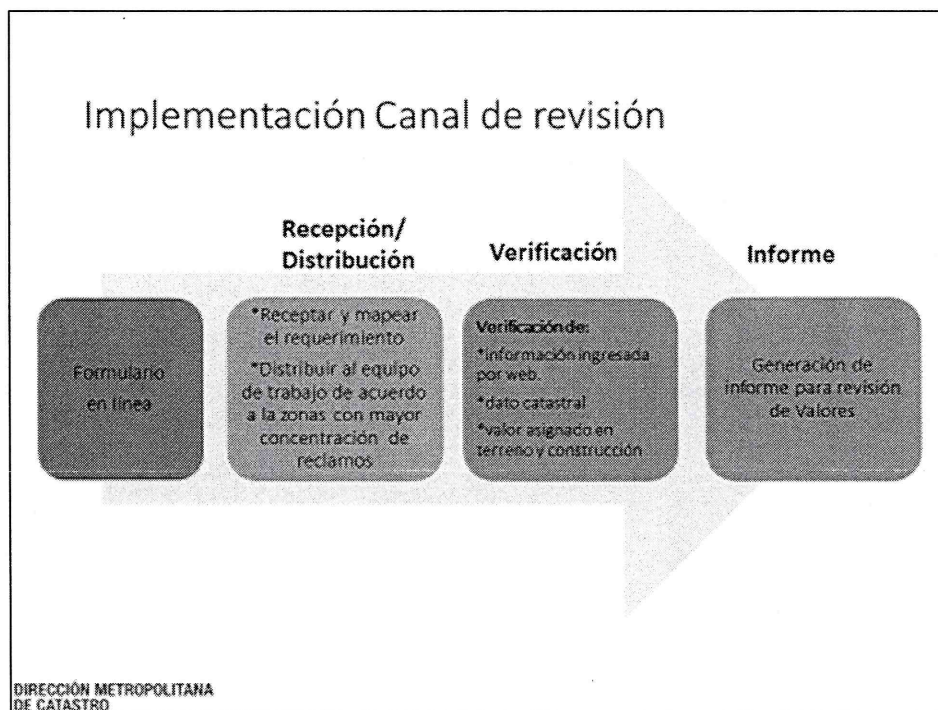 Implementación Canal de revisión
Recepción/
Distribución
Verificación
Informe
Formulario
en línea
*Receptar y mapear
el requerimiento
*Distribuir al equipo
de trabajo de acuerdo
a la zonas con mayor
concentración de
reclamos
Verificación de:
*información ingresada
por web.
*dato catastral
*valor asignado en
terreno y construcción
Generación de
informe para revisión
de Valores
DIRECCIÓN METROPOLITANA
DE CATASTRO